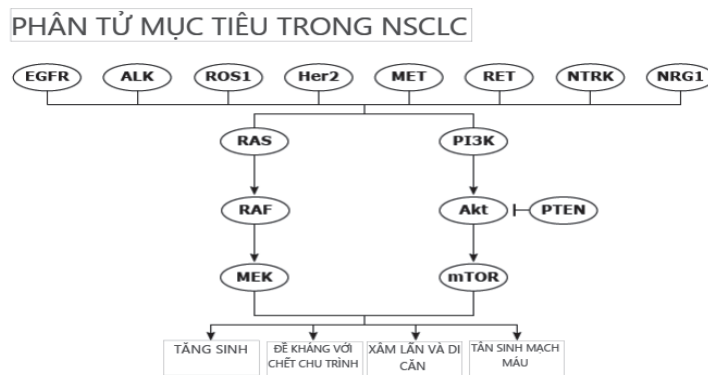 PHÂN TỬ MỤC TIÊU TRONG NSCLC
EGFR ALK ROS1 Her2 MET RET NTRK NRG1
RAS PI3K
RAF Akt PTEN
MEK mTOR
TĂNG SINH
ĐỀ KHÁNG VỚI
CHẾT CHU TRÌNH
XÂM LẤN VÀ DI
CĂN
TÂN SINH MẠCH
MÁU